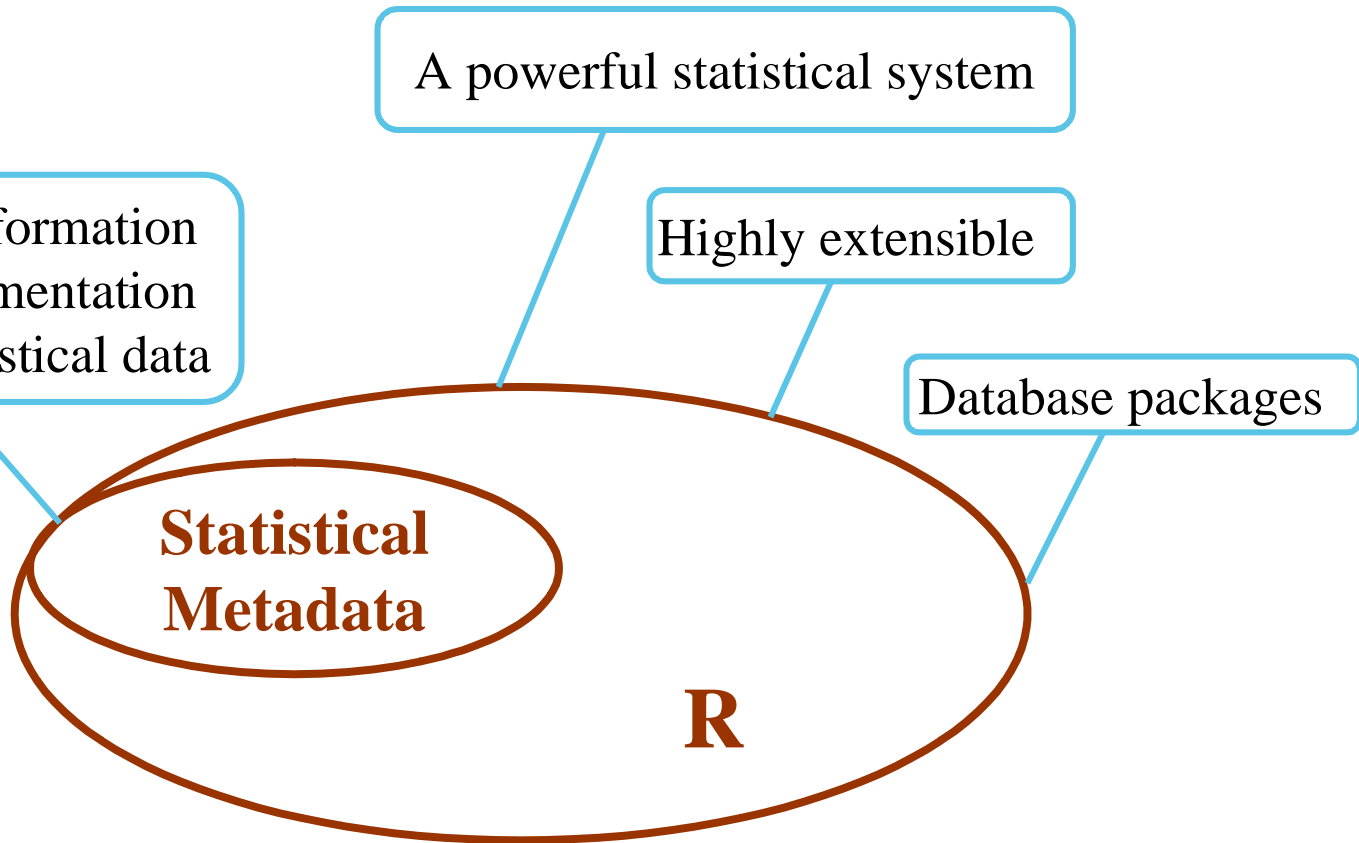 A powerful statistical system
Highly extensible
formation
mentation
stical data
Database packages
Statistical
Metadata
R